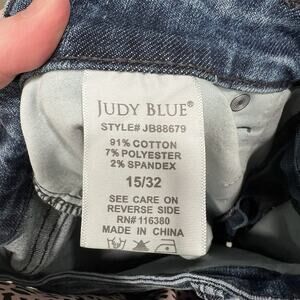 JUDY BLUE®
STYLE# JB88679
91% COTTON
7% POLYESTER
2% SPANDEX
15/32
SEE CARE ON
REVERSE SIDE
RN# 116380
MADE IN CHINA